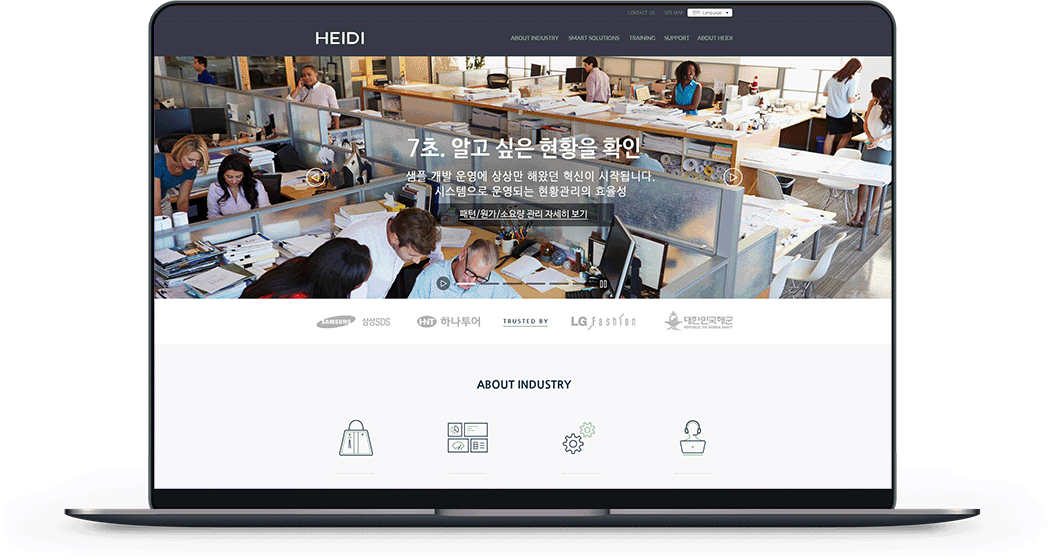 CONTACT US SITE MAP 언어 Language
HEIDI
ABOUT INDUSTRY SMART SOLUTIONS TRAINING SUPPORT ABOUT HEIDI
7초. 알고 싶은 현황을 확인
샘플 개발 운영에 상상만 해왔던 혁신이 시작됩니다.
시스템으로 운영되는 현황관리의 효율성
패턴/원가/소요량 관리 자세히 보기
SAMSUNG 삼성SDS HNT 하나투어 TRUSTED BY LG Fashion 대한민국해군
REPUBLIC OF KOREA NAVY
ABOUT INDUSTRY